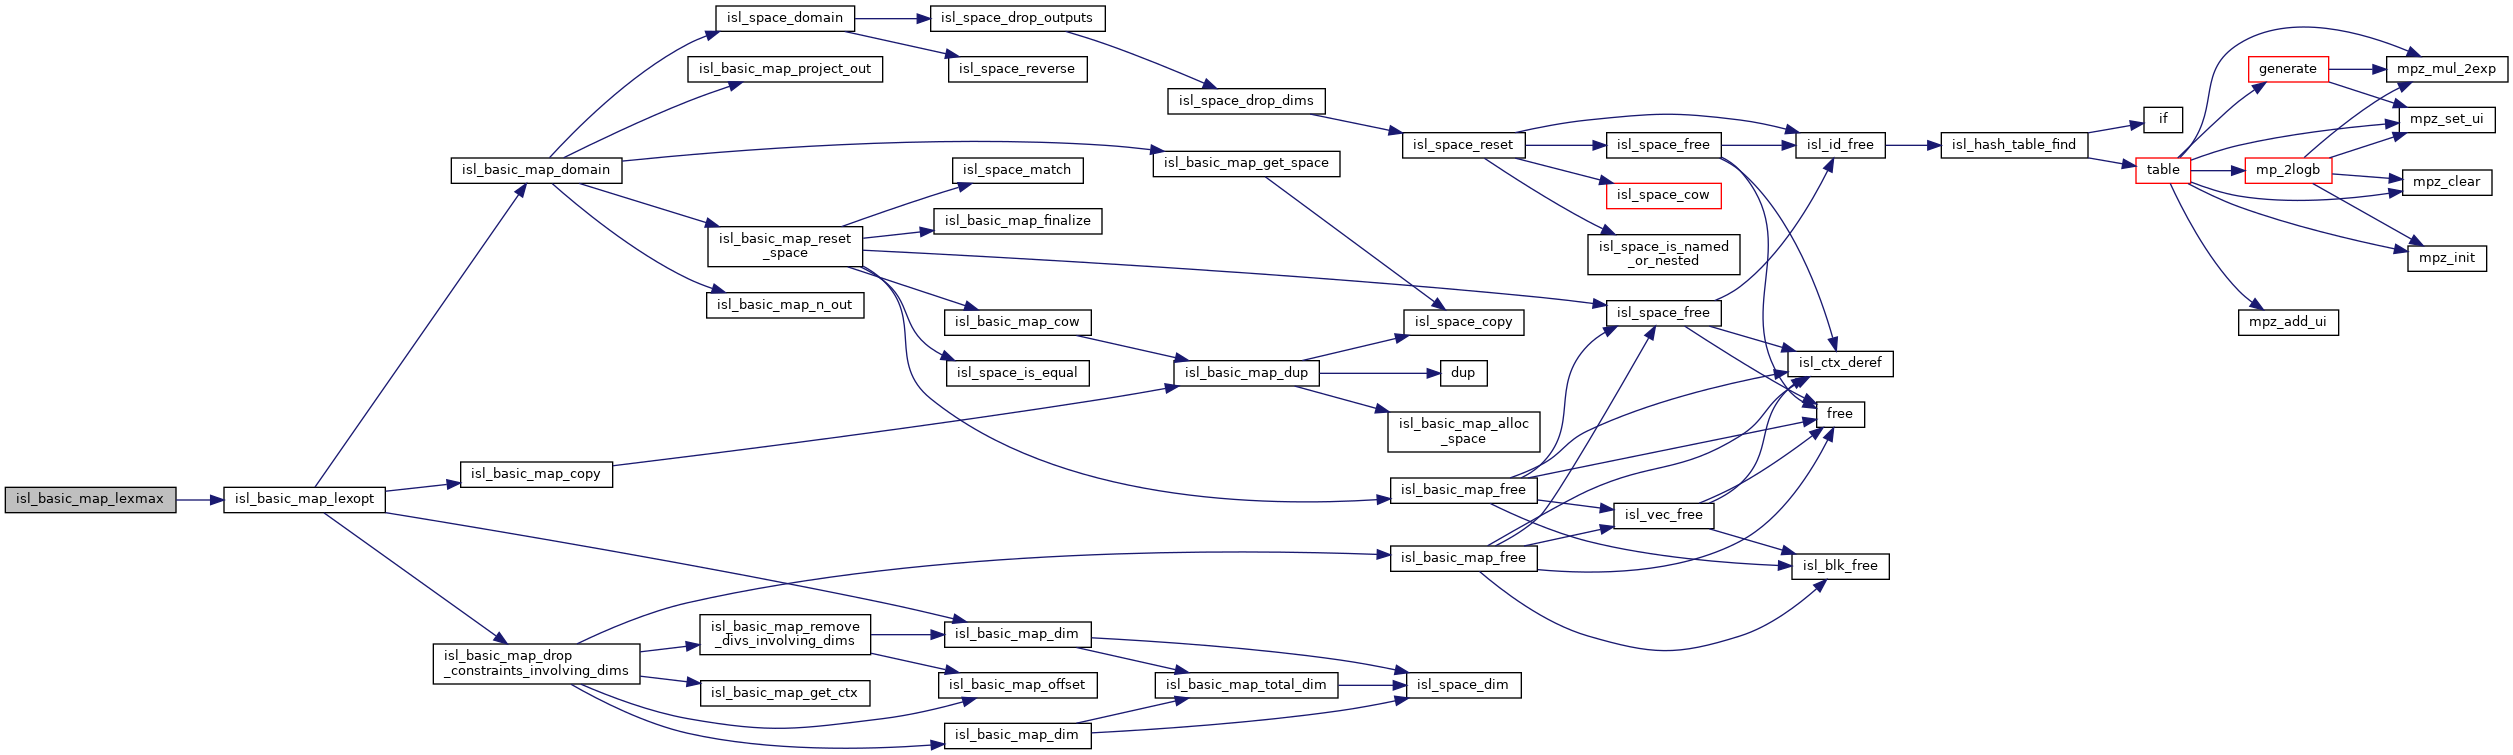 isl_basic_map_lexmax
isl_basic_map_lexopt
isl_basic_map_domain
isl_basic_map_copy
isl_basic_map_drop
_constraints_involving_dims
isl_space_domain
isl_basic_map_project_out
isl_basic_map_reset
_space
isl_basic_map_n_out
isl_basic_map_remove
_divs_involving_dims
isl_basic_map_get_ctx
isl_space_drop_outputs
isl_space_reverse
isl_space_match
isl_basic_map_finalize
isl_basic_map_cow
isl_space_is_equal
isl_basic_map_dim
isl_basic_map_offset
isl_basic_map_dim
isl_space_drop_dims
isl_basic_map_get_space
isl_basic_map_dup
isl_basic_map_total_dim
isl_space_reset
isl_space_copy
dup
isl_basic_map_alloc
_space
isl_basic_map_free
isl_basic_map_free
isl_space_dim
isl_space_free
isl_space_cow
isl_space_is_named
_or_nested
isl_space_free
isl_vec_free
isl_id_free
isl_ctx_deref
free
isl_blk_free
isl_hash_table_find
if
table
generate
mp_2logb
mpz_add_ui
mpz_mul_2exp
mpz_set_ui
mpz_clear
mpz_init